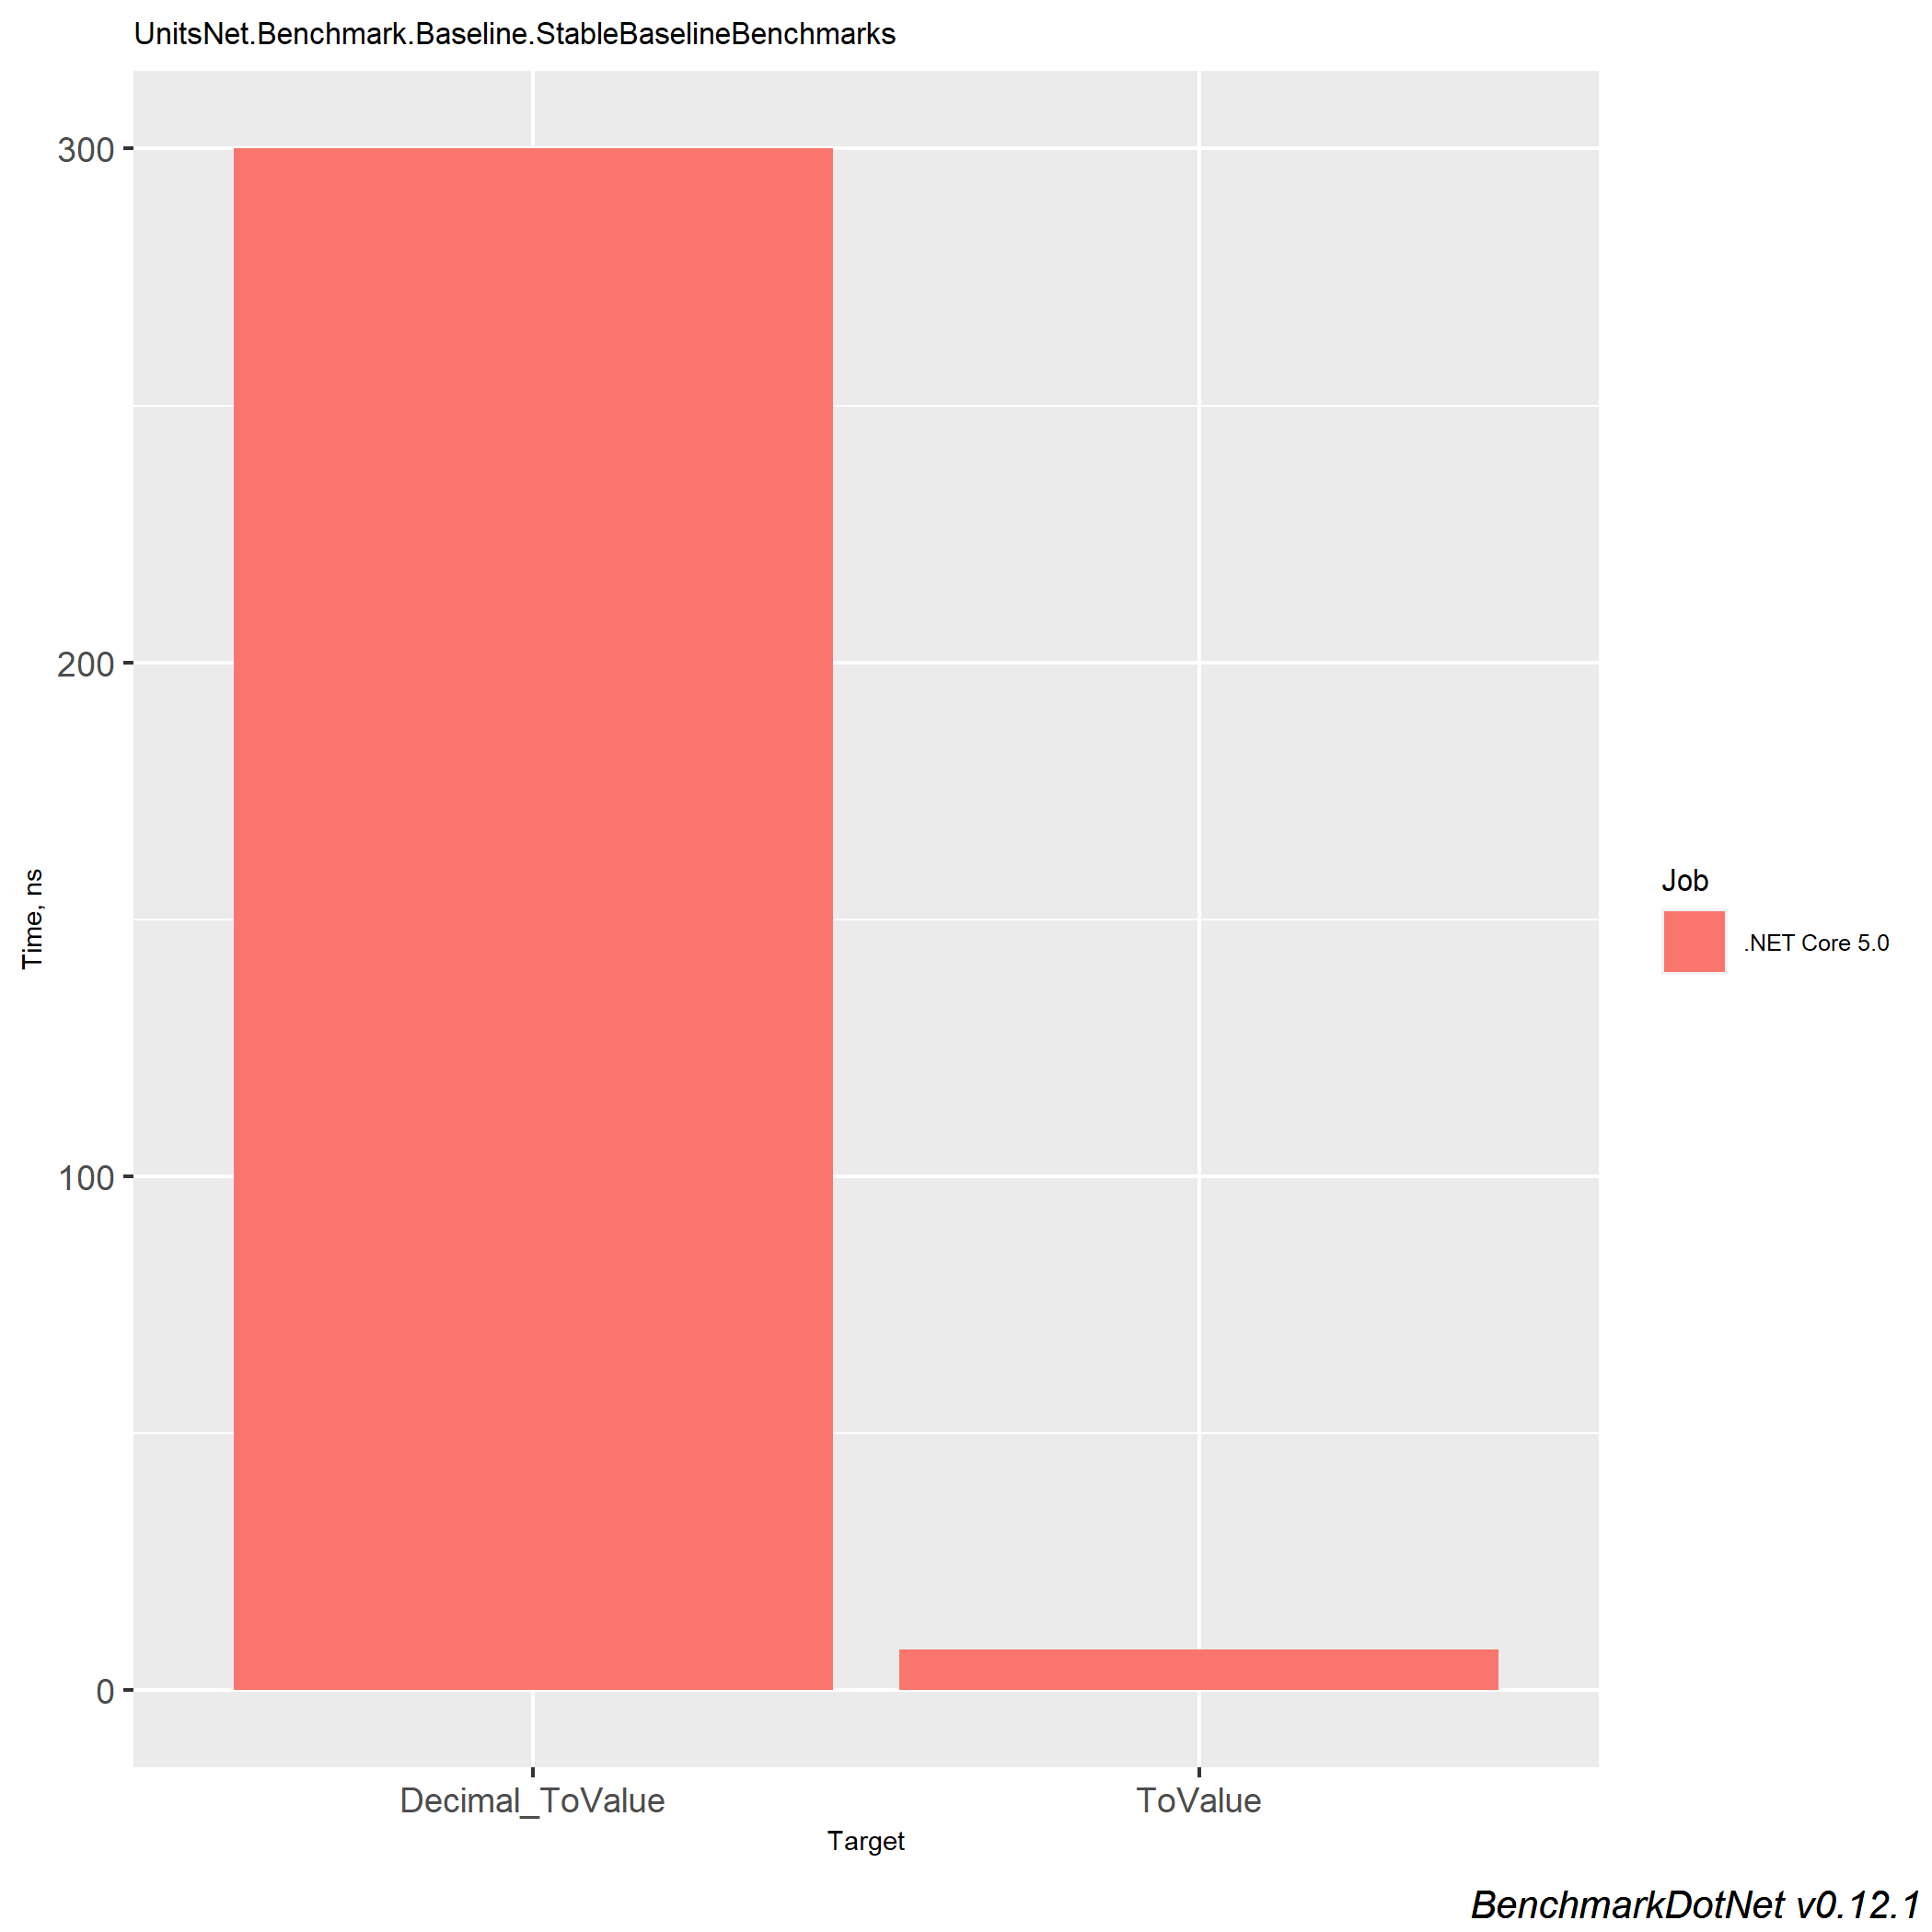 UnitsNet.Benchmark.Baseline.StableBaselineBenchmarks
300
200
100
0
Time, ns
Decimal_ToValue
ToValue
Target
Job
.NET Core 5.0
BenchmarkDotNet v0.12.1